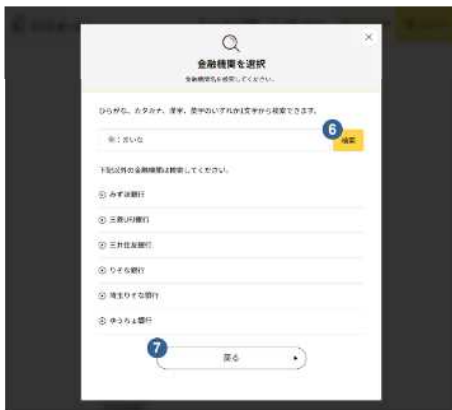 金融機関を選択
金融機関名を検索してください。
ひらがな、カタカナ、漢字、英字のいずれか1文字から検索できます。
例：さいたま
6
検索
下記以外の金融機関は検索してください。
みずほ銀行
三菱UFJ銀行
三井住友銀行
りそな銀行
埼玉りそな銀行
ゆうちょ銀行
7
戻る